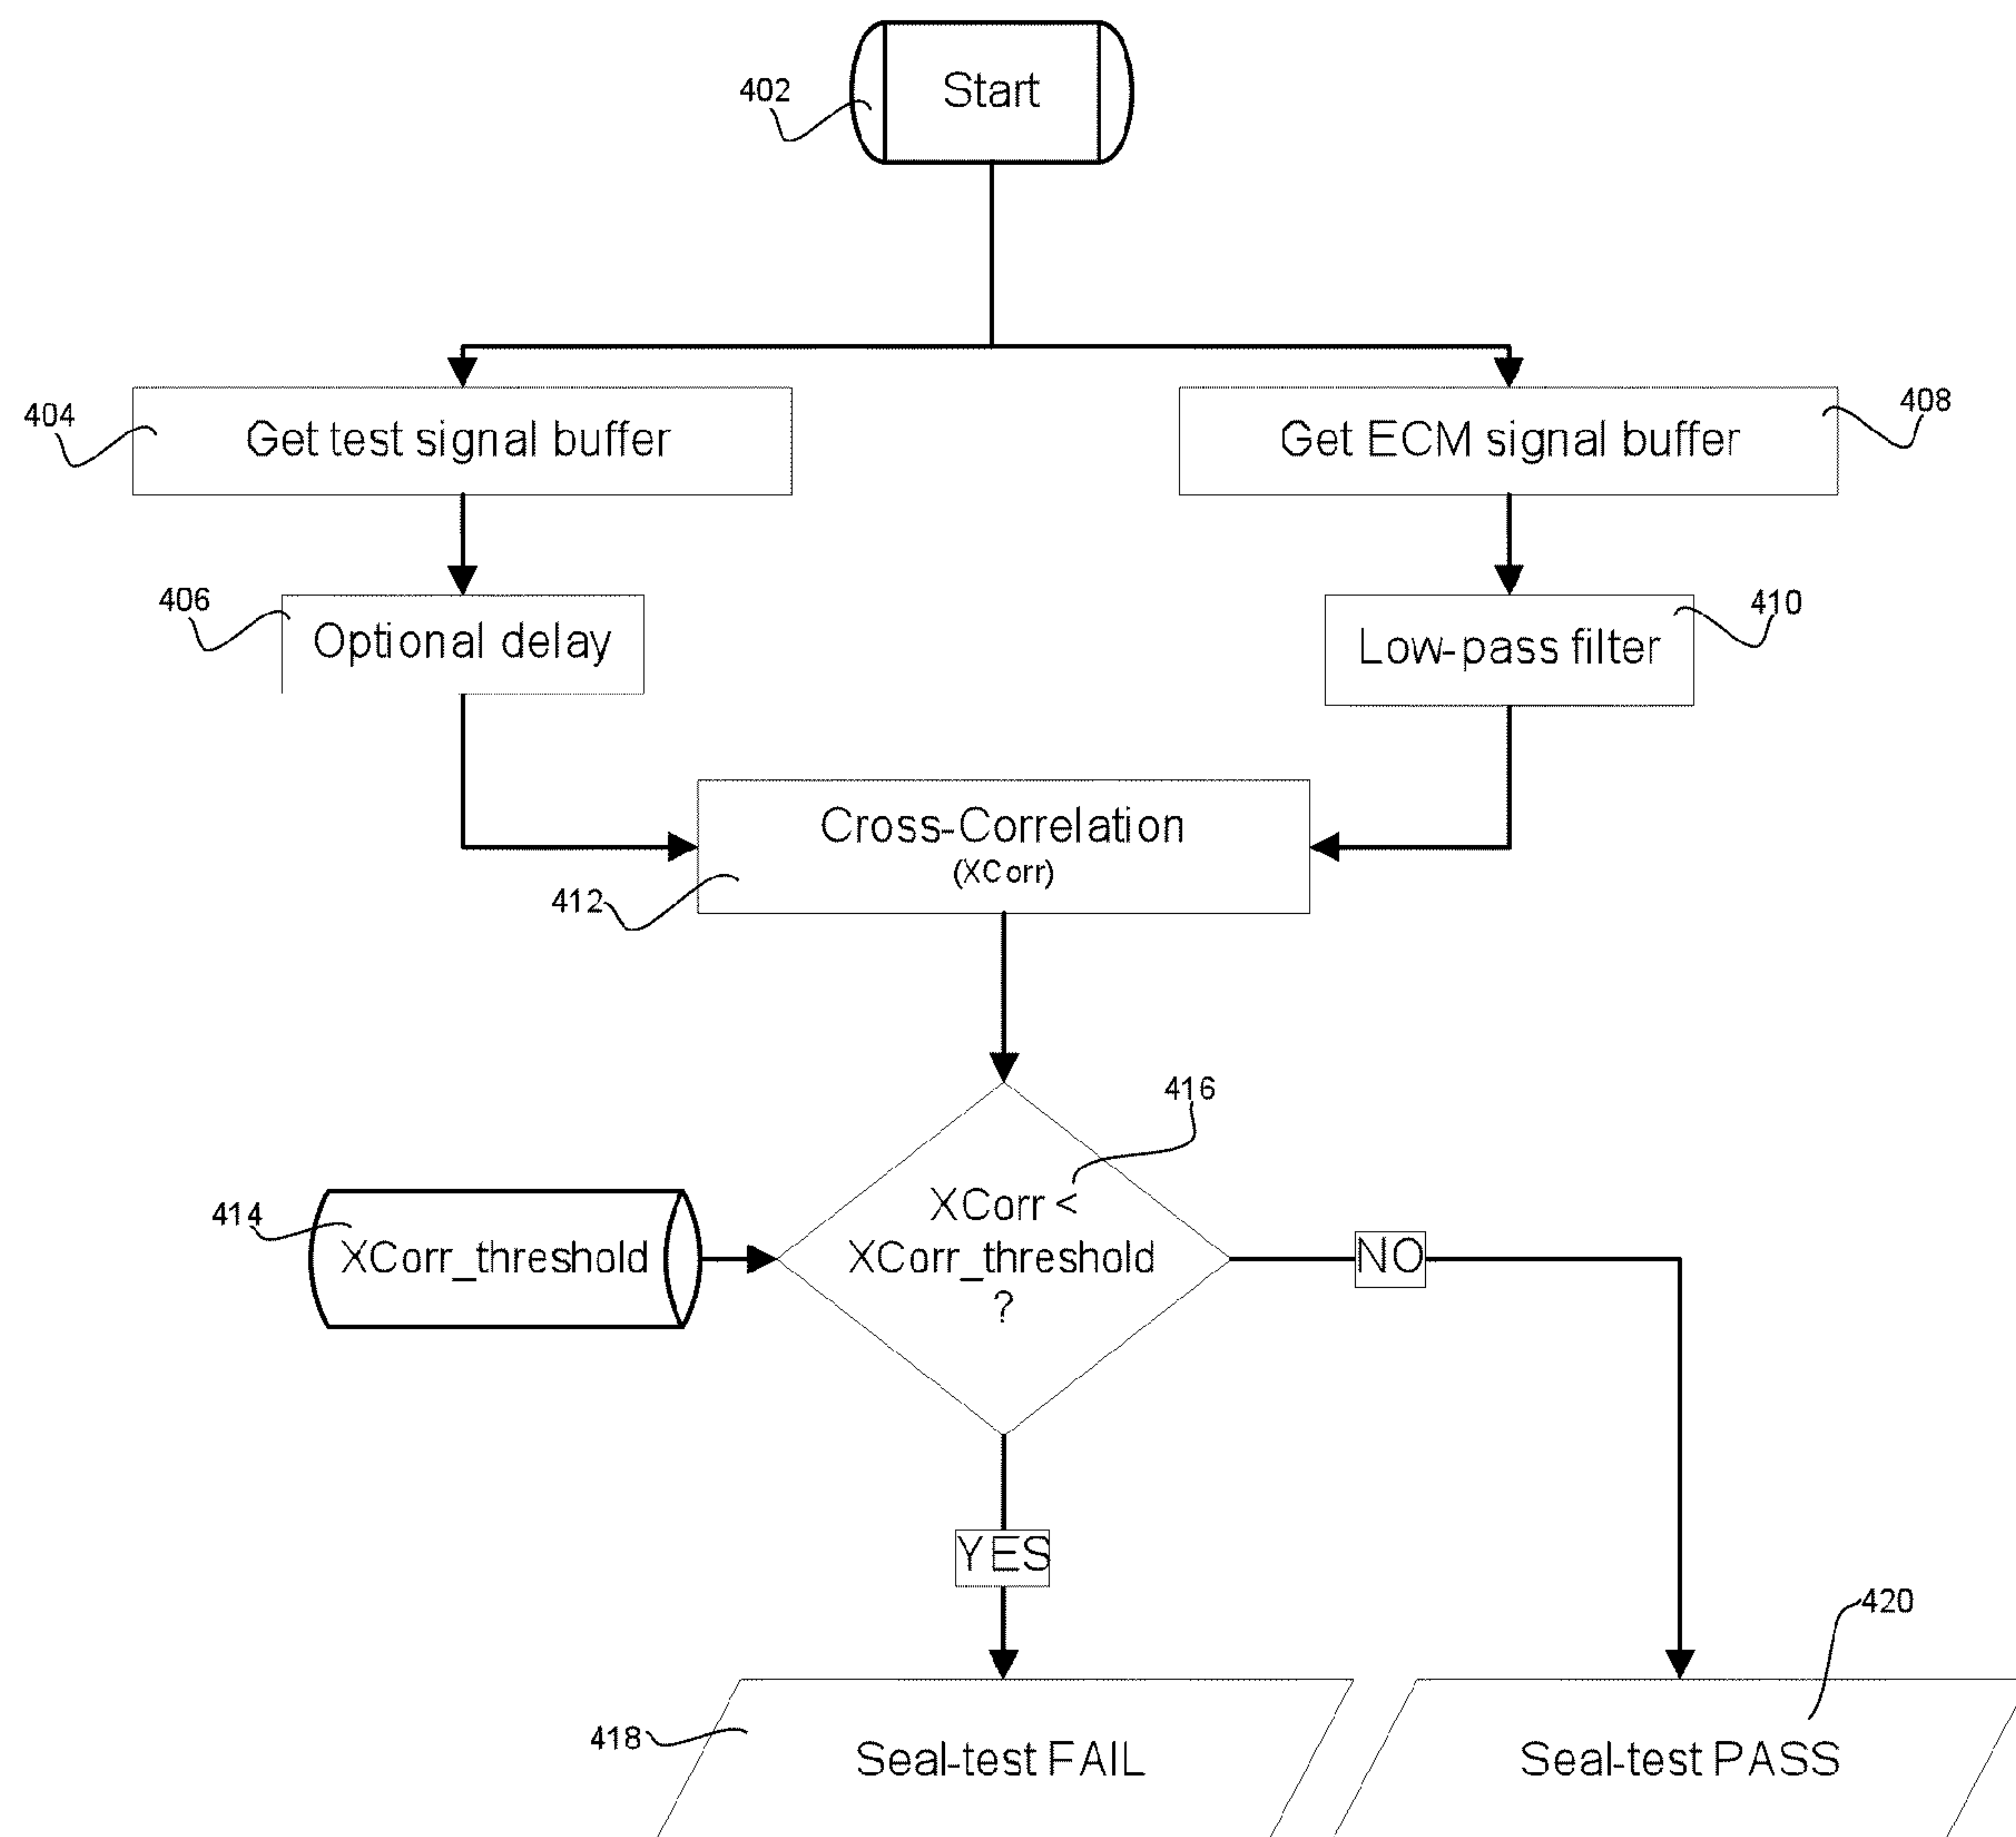 402
Start
404
Get test signal buffer
Get ECM signal buffer
408
406
Optional delay
410
Low-pass filter
Cross-Correlation
(XCorr)
412
416
414
XCorr_threshold
XCorr <
XCorr_threshold
?
NO
YES
420
418
Seal-test FAIL
Seal-test PASS